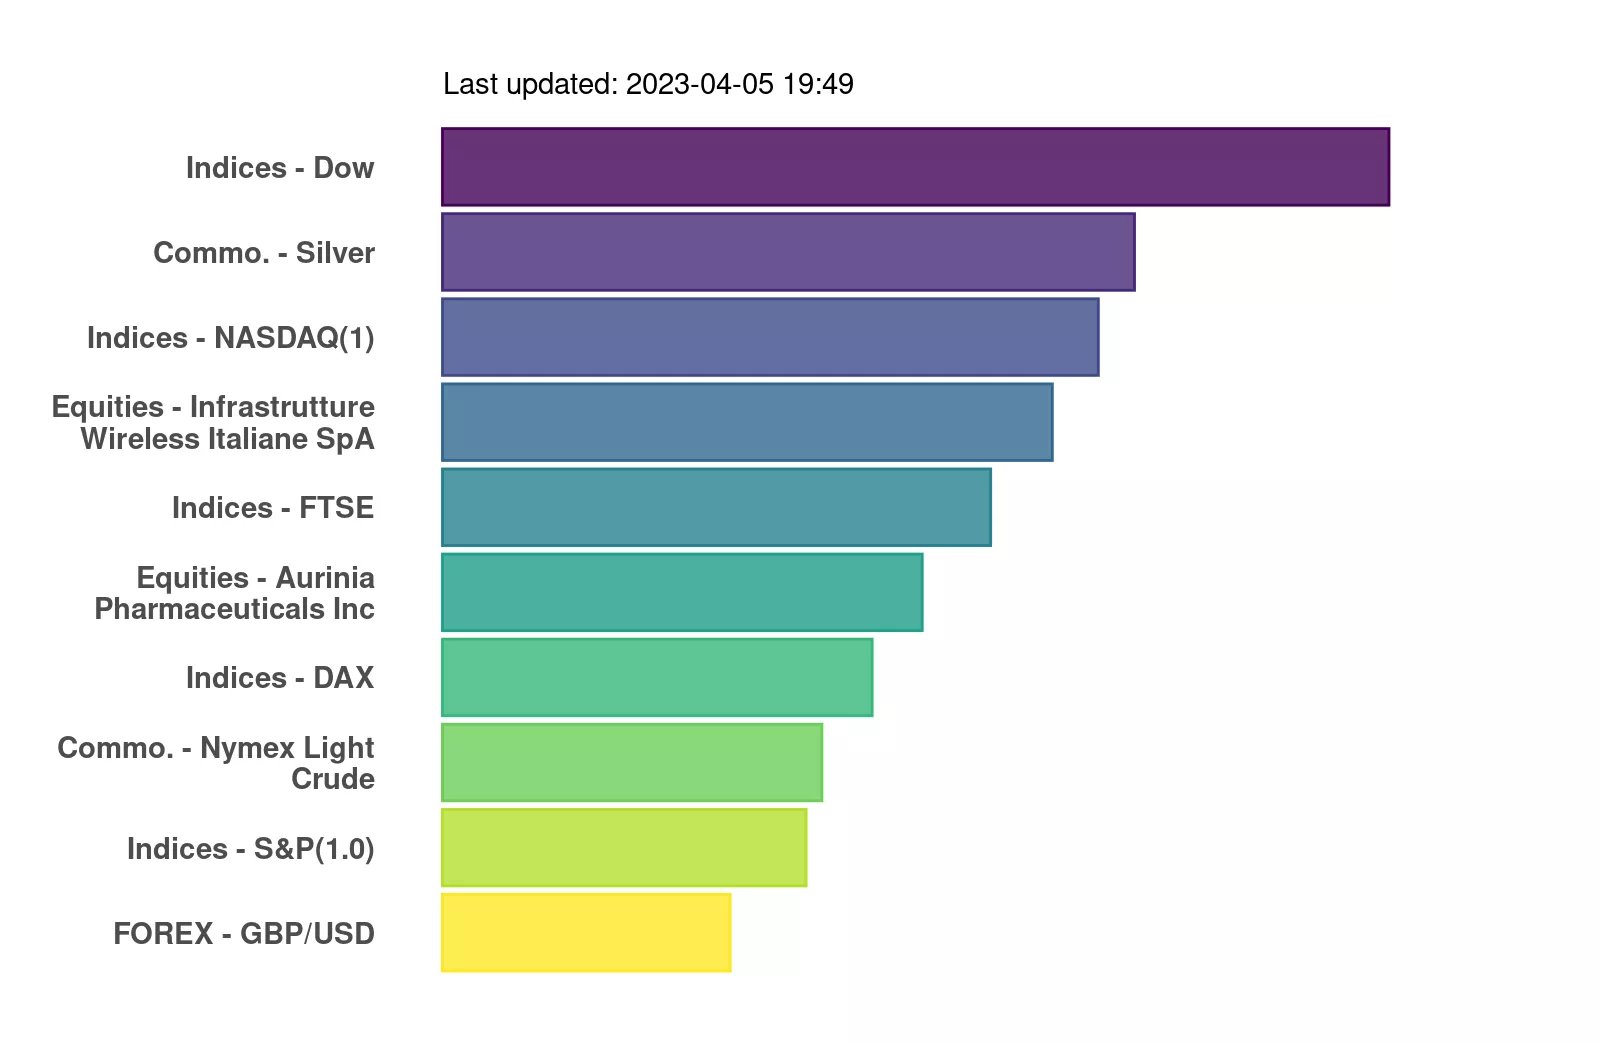 Last updated: 2023-04-05 19:49
Indices - Dow
Commo. - Silver
Indices - NASDAQ(1)
Equities - Infrastrutture
Wireless Italiane SpA
Indices - FTSE
Equities - Aurinia
Pharmaceuticals Inc
Indices - DAX
Commo. - Nymex Light
Crude
Indices - S&P(1.0)
FOREX - GBP/USD